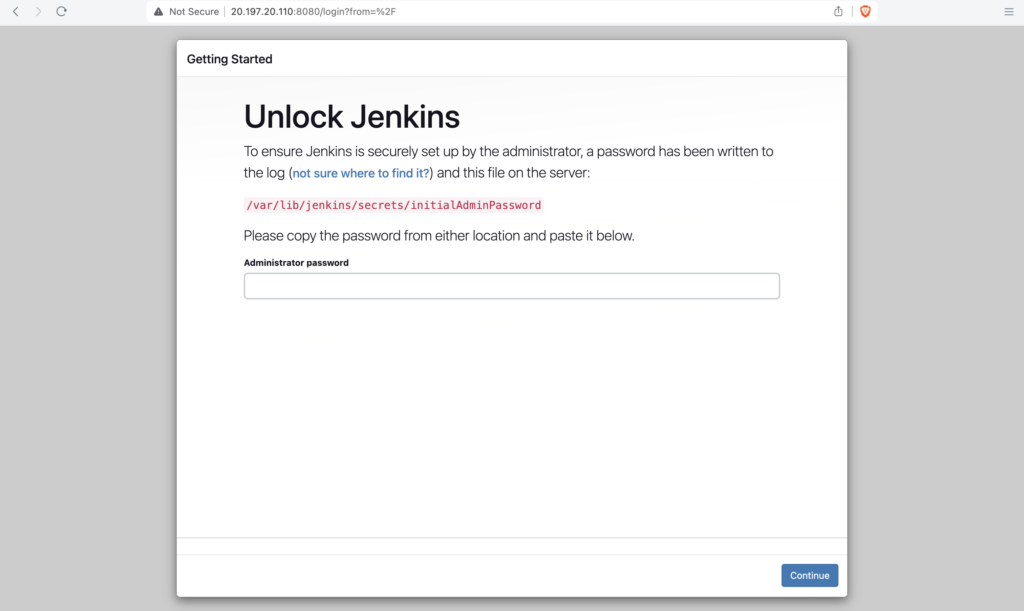 Not Secure 20.197.20.110:8080/login?from=%2F
Getting Started
Unlock Jenkins
To ensure Jenkins is securely set up by the administrator, a password has been written to
the log (not sure where to find it?) and this file on the server:
/var/lib/jenkins/secrets/initialAdminPassword
Please copy the password from either location and paste it below.
Administrator password
Continue